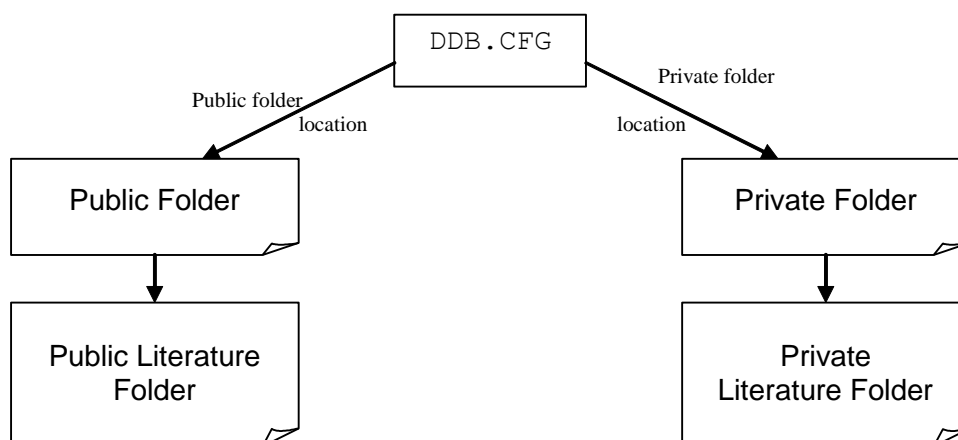 DDB.CFG
Public folder
location
Private folder
location
Public Folder
Private Folder
Public Literature
Folder
Private
Literature Folder